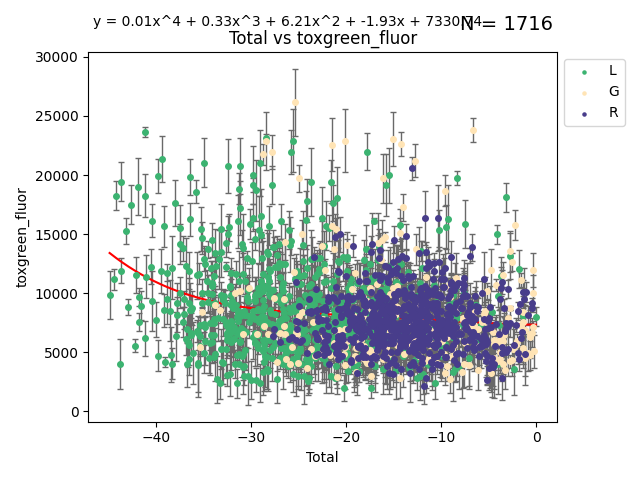 y = 0.01x^4 + 0.33x^3 + 6.21x^2 + -1.93x + 7330
N = 1716
Total vs toxgreen_fluor
L
G
R
toxgreen_fluor
30000
25000
20000
15000
10000
5000
0
−40
−30
−20
−10
0
Total